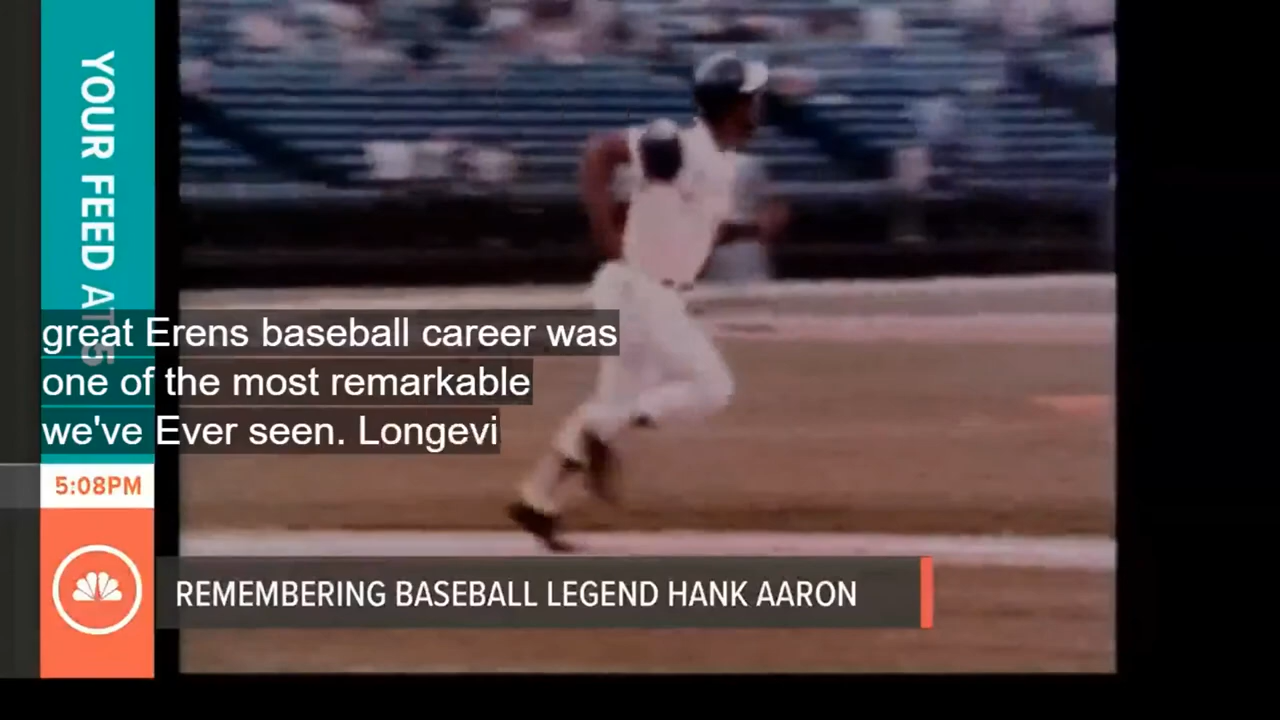 YOUR FEED AT 5
great Erens baseball career was
one of the most remarkable
we've Ever seen. Longevi
5:08PM
REMEMBERING BASEBALL LEGEND HANK AARON